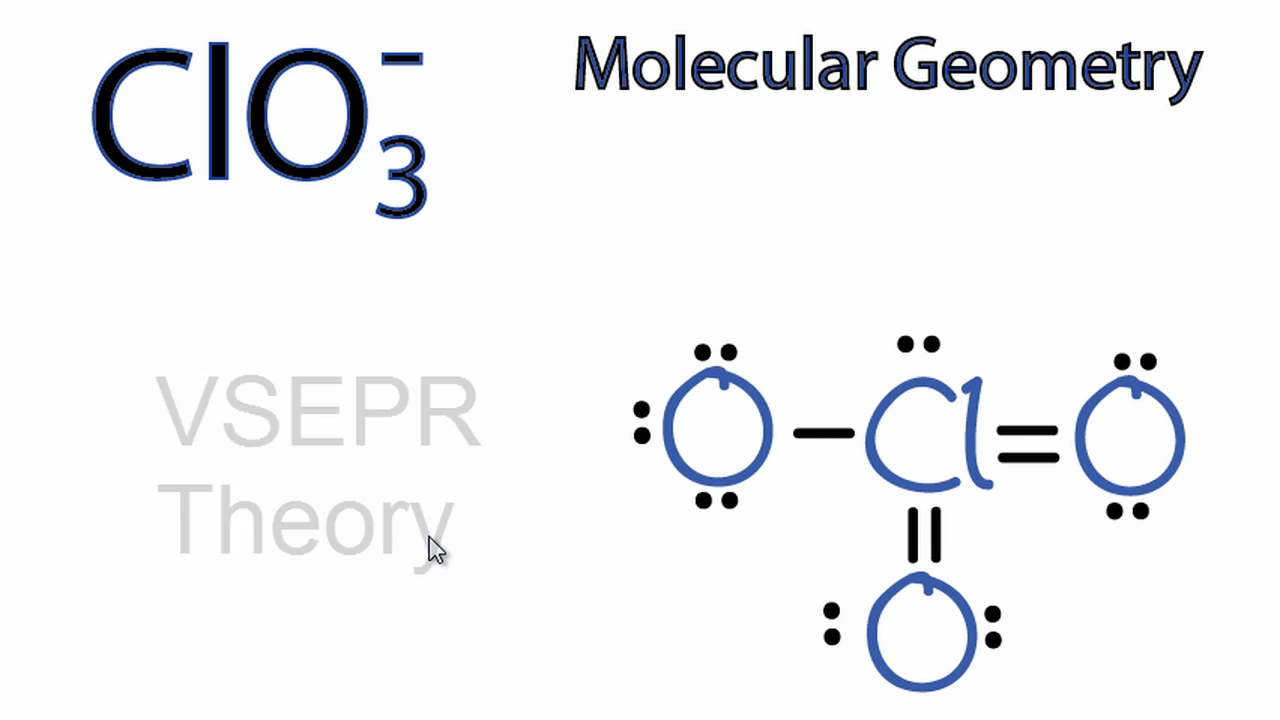 ClO₃⁻
Molecular Geometry
VSEPR
Theory
O Cl O
O